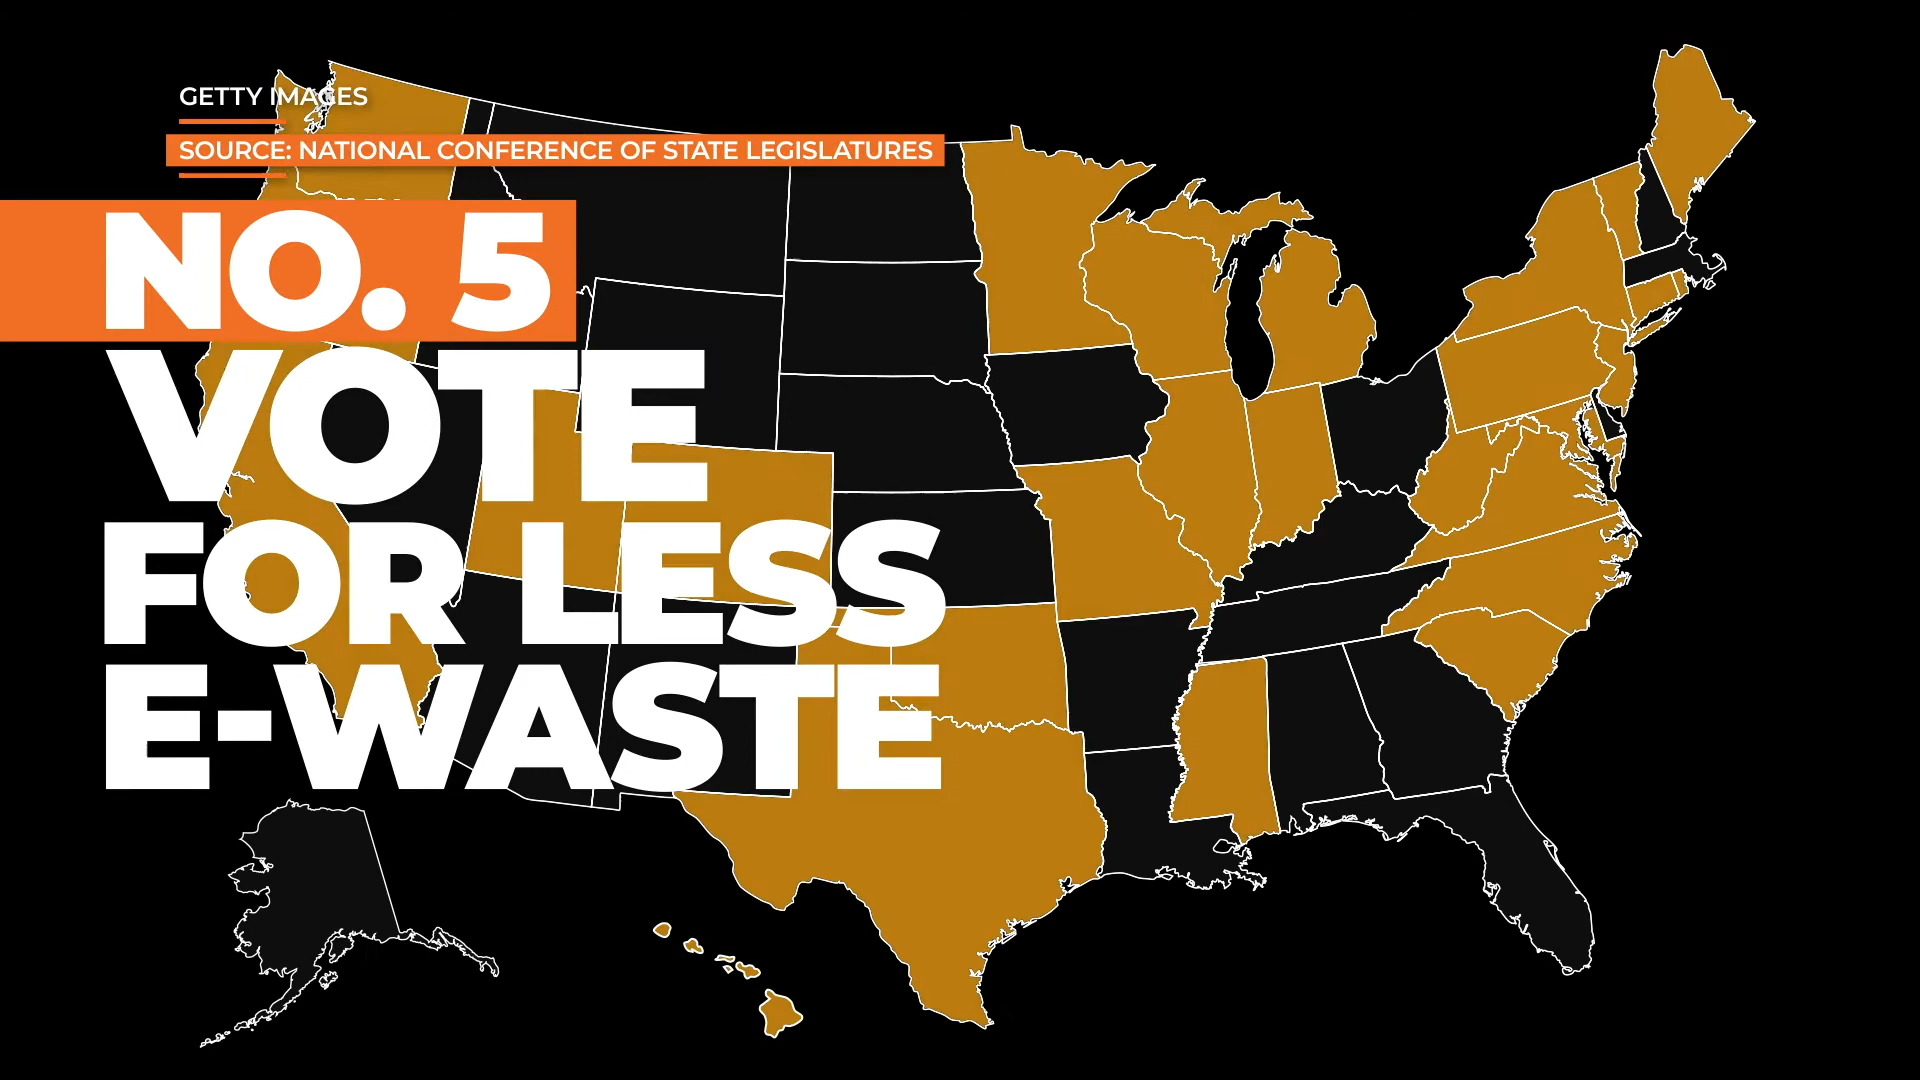 GETTY IMAGES
SOURCE: NATIONAL CONFERENCE OF STATE LEGISLATURES
NO. 5
VOTE
FOR LESS
E-WASTE